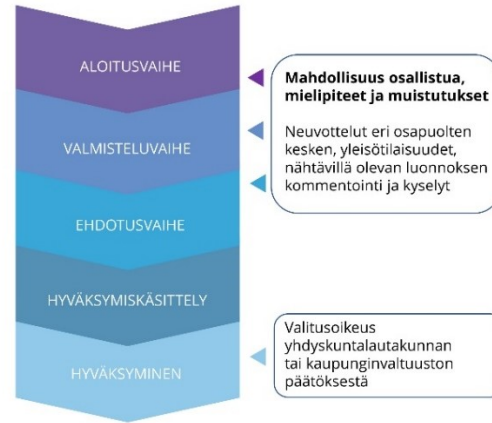 ALOITUSVAIHE
VALMISTELUVAIHE
EHDOTUSVAIHE
HYVÄKSYMISKÄSITTELY
HYVÄKSYMINEN
Mahdollisuus osallistua,
mielipiteet ja muistutukset
Neuvottelut eri osapuolten
kesken, yleisötilaisuudet,
nähtävillä olevan luonnoksen
kommentointi ja kyselyt
Valitusoikeus
yhdyskuntalautakunnan
tai kaupunginvaltuuston
päätöksestä